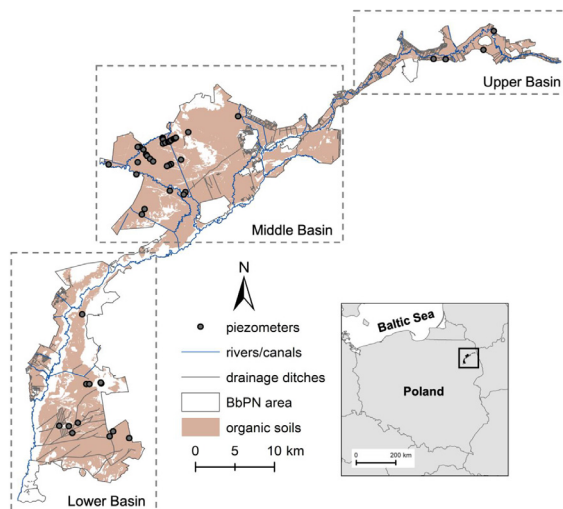 Upper Basin
Middle Basin
N
piezometers
rivers/canals
drainage ditches
BbPN area
organic soils
0 5 10 km
Lower Basin
Baltic Sea
Poland
0 200 km